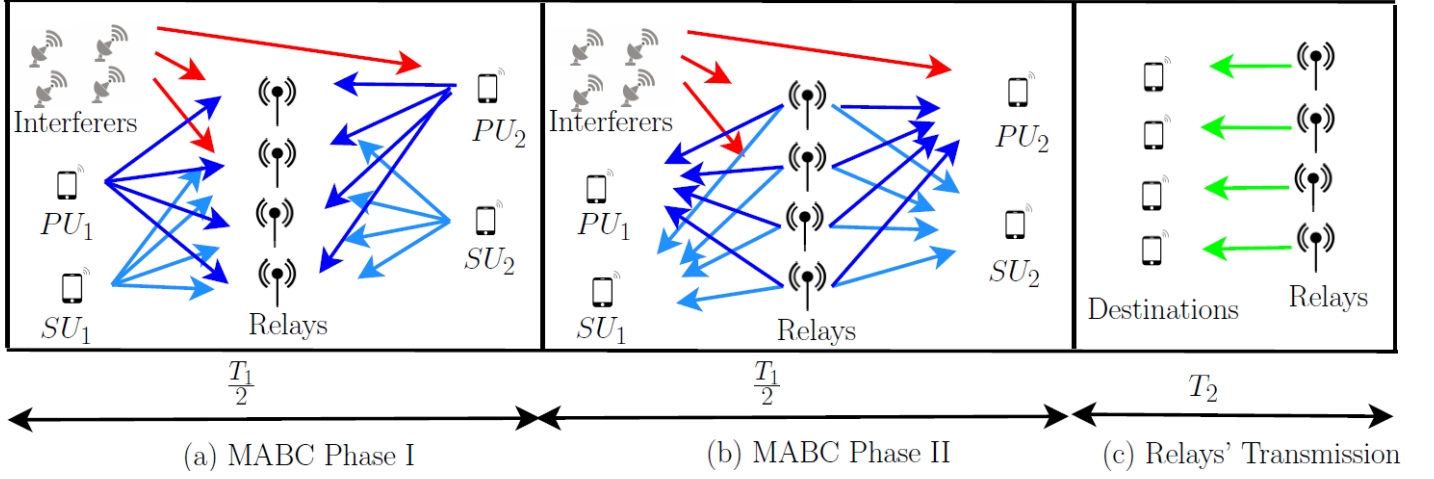 Interferers
PU₂
PU₁
SU₂
SU₁
Relays
Interferers
PU₂
PU₁
SU₂
SU₁
Relays
Destinations
Relays
T₁/2
T₁/2
T₂
(a) MABC Phase I
(b) MABC Phase II
(c) Relays' Transmission